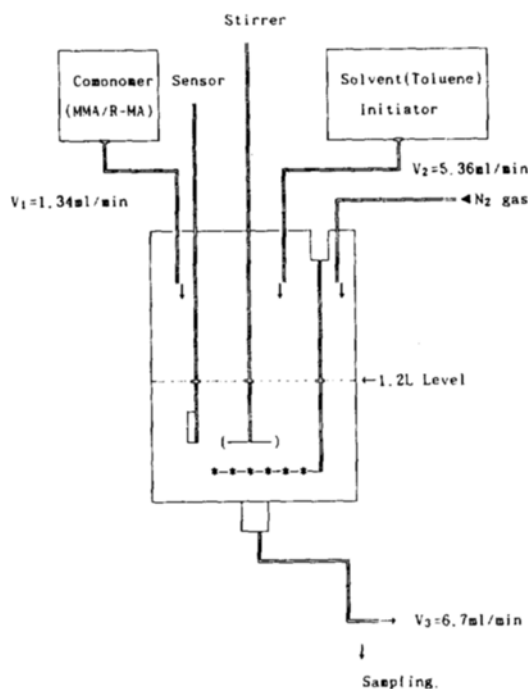 Stirrer
Comonomer
(MMA/R-MA)
Sensor
Solvent(Toluene)
initiator
V₁=1.34ml/min
V₂=5.36ml/min
N₂ gas
←1.2L Level
V₃=6.7ml/min
Sampling.